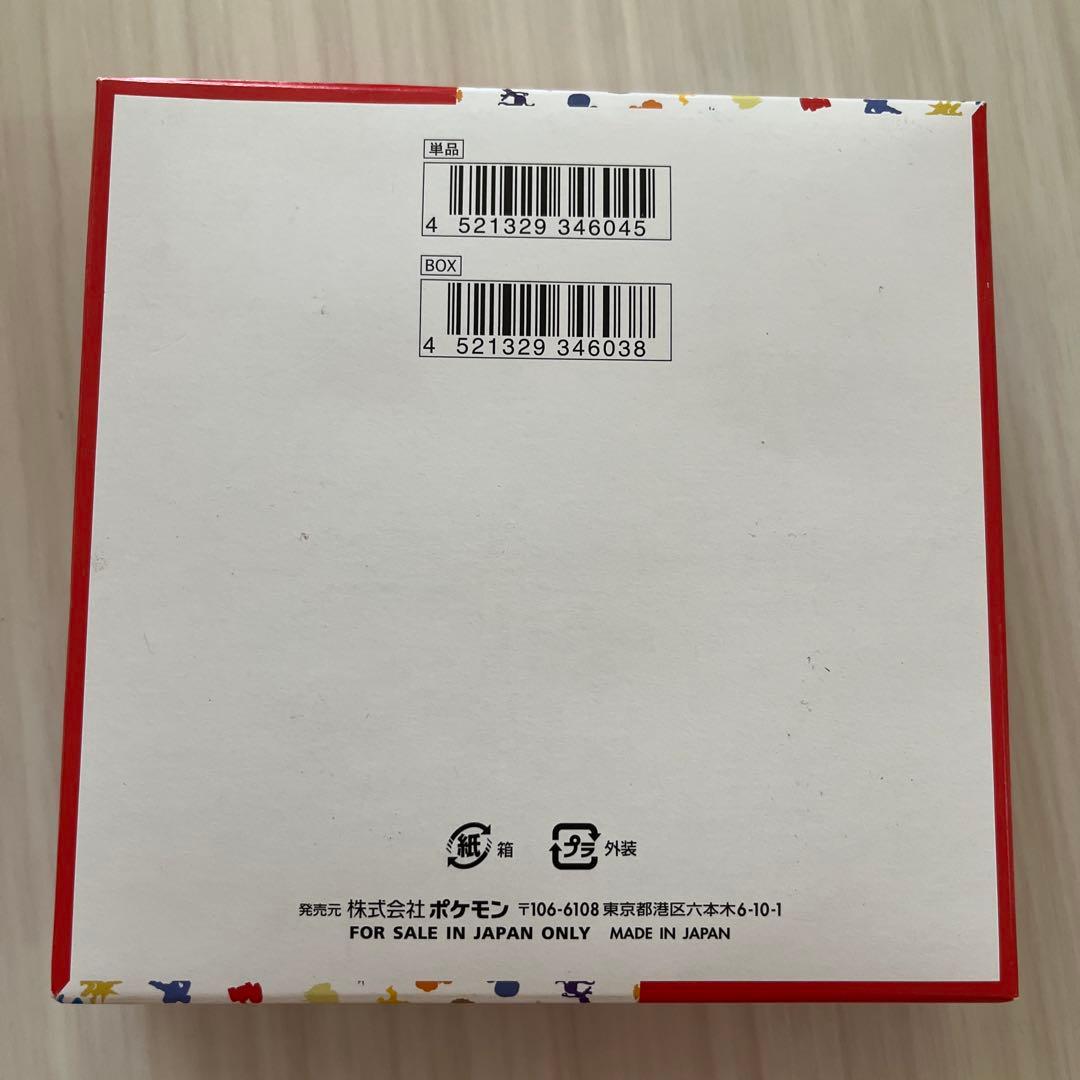 単品
4 521329 346045
BOX
4 521329 346038
紙 箱 プラ 外装
発売元 株式会社 ポケモン 〒106-6108 東京都港区六本木6-10-1
FOR SALE IN JAPAN ONLY MADE IN JAPAN